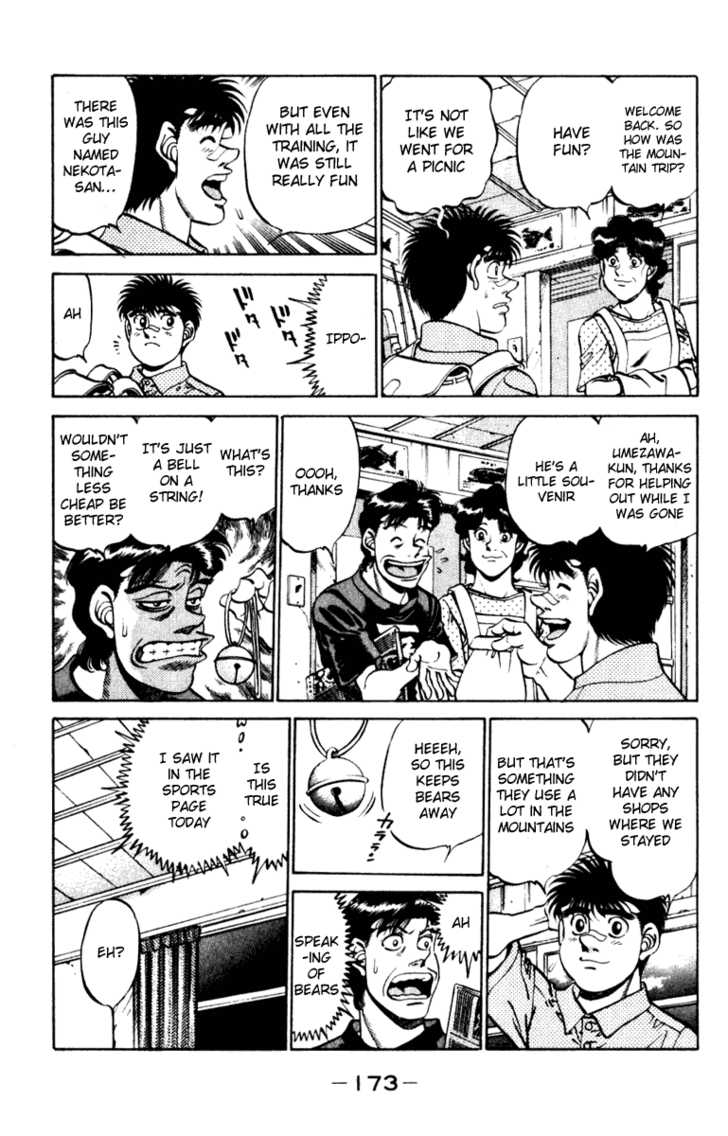 WELCOME
BACK. SO
HOW WAS
THE MOUN-
TAIN TRIP?
HAVE
FUN?
IT'S NOT
LIKE WE
WENT FOR
A PICNIC
BUT EVEN
WITH ALL THE
TRAINING, IT
WAS STILL
REALLY FUN
THERE
WAS THIS
GUY
NAMED
NEKOTA-
SAN...
IPPO-
ドタ
ドタ
AH
AH,
UMEZAWA-
KUN, THANKS
FOR HELPING
OUT WHILE I
WAS GONE
HE'S A
LITTLE SOU-
VENIR
OOOH,
THANKS
WHAT'S
THIS?
IT'S JUST
A BELL
ON A
STRING!
WOULDN'T
SOME-
THING
LESS
CHEAP BE
BETTER?
SORRY,
BUT THEY
DIDN'T
HAVE ANY
SHOPS
WHERE WE
STAYED
BUT THAT'S
SOMETHING
THEY USE A
LOT IN THE
MOUNTAINS
HEEEH,
SO THIS
KEEPS
BEARS
AWAY
AH
SPEAK
-ING
OF
BEARS
IS
THIS
TRUE
I SAW IT
IN THE
SPORTS
PAGE
TODAY
EH?
-173-